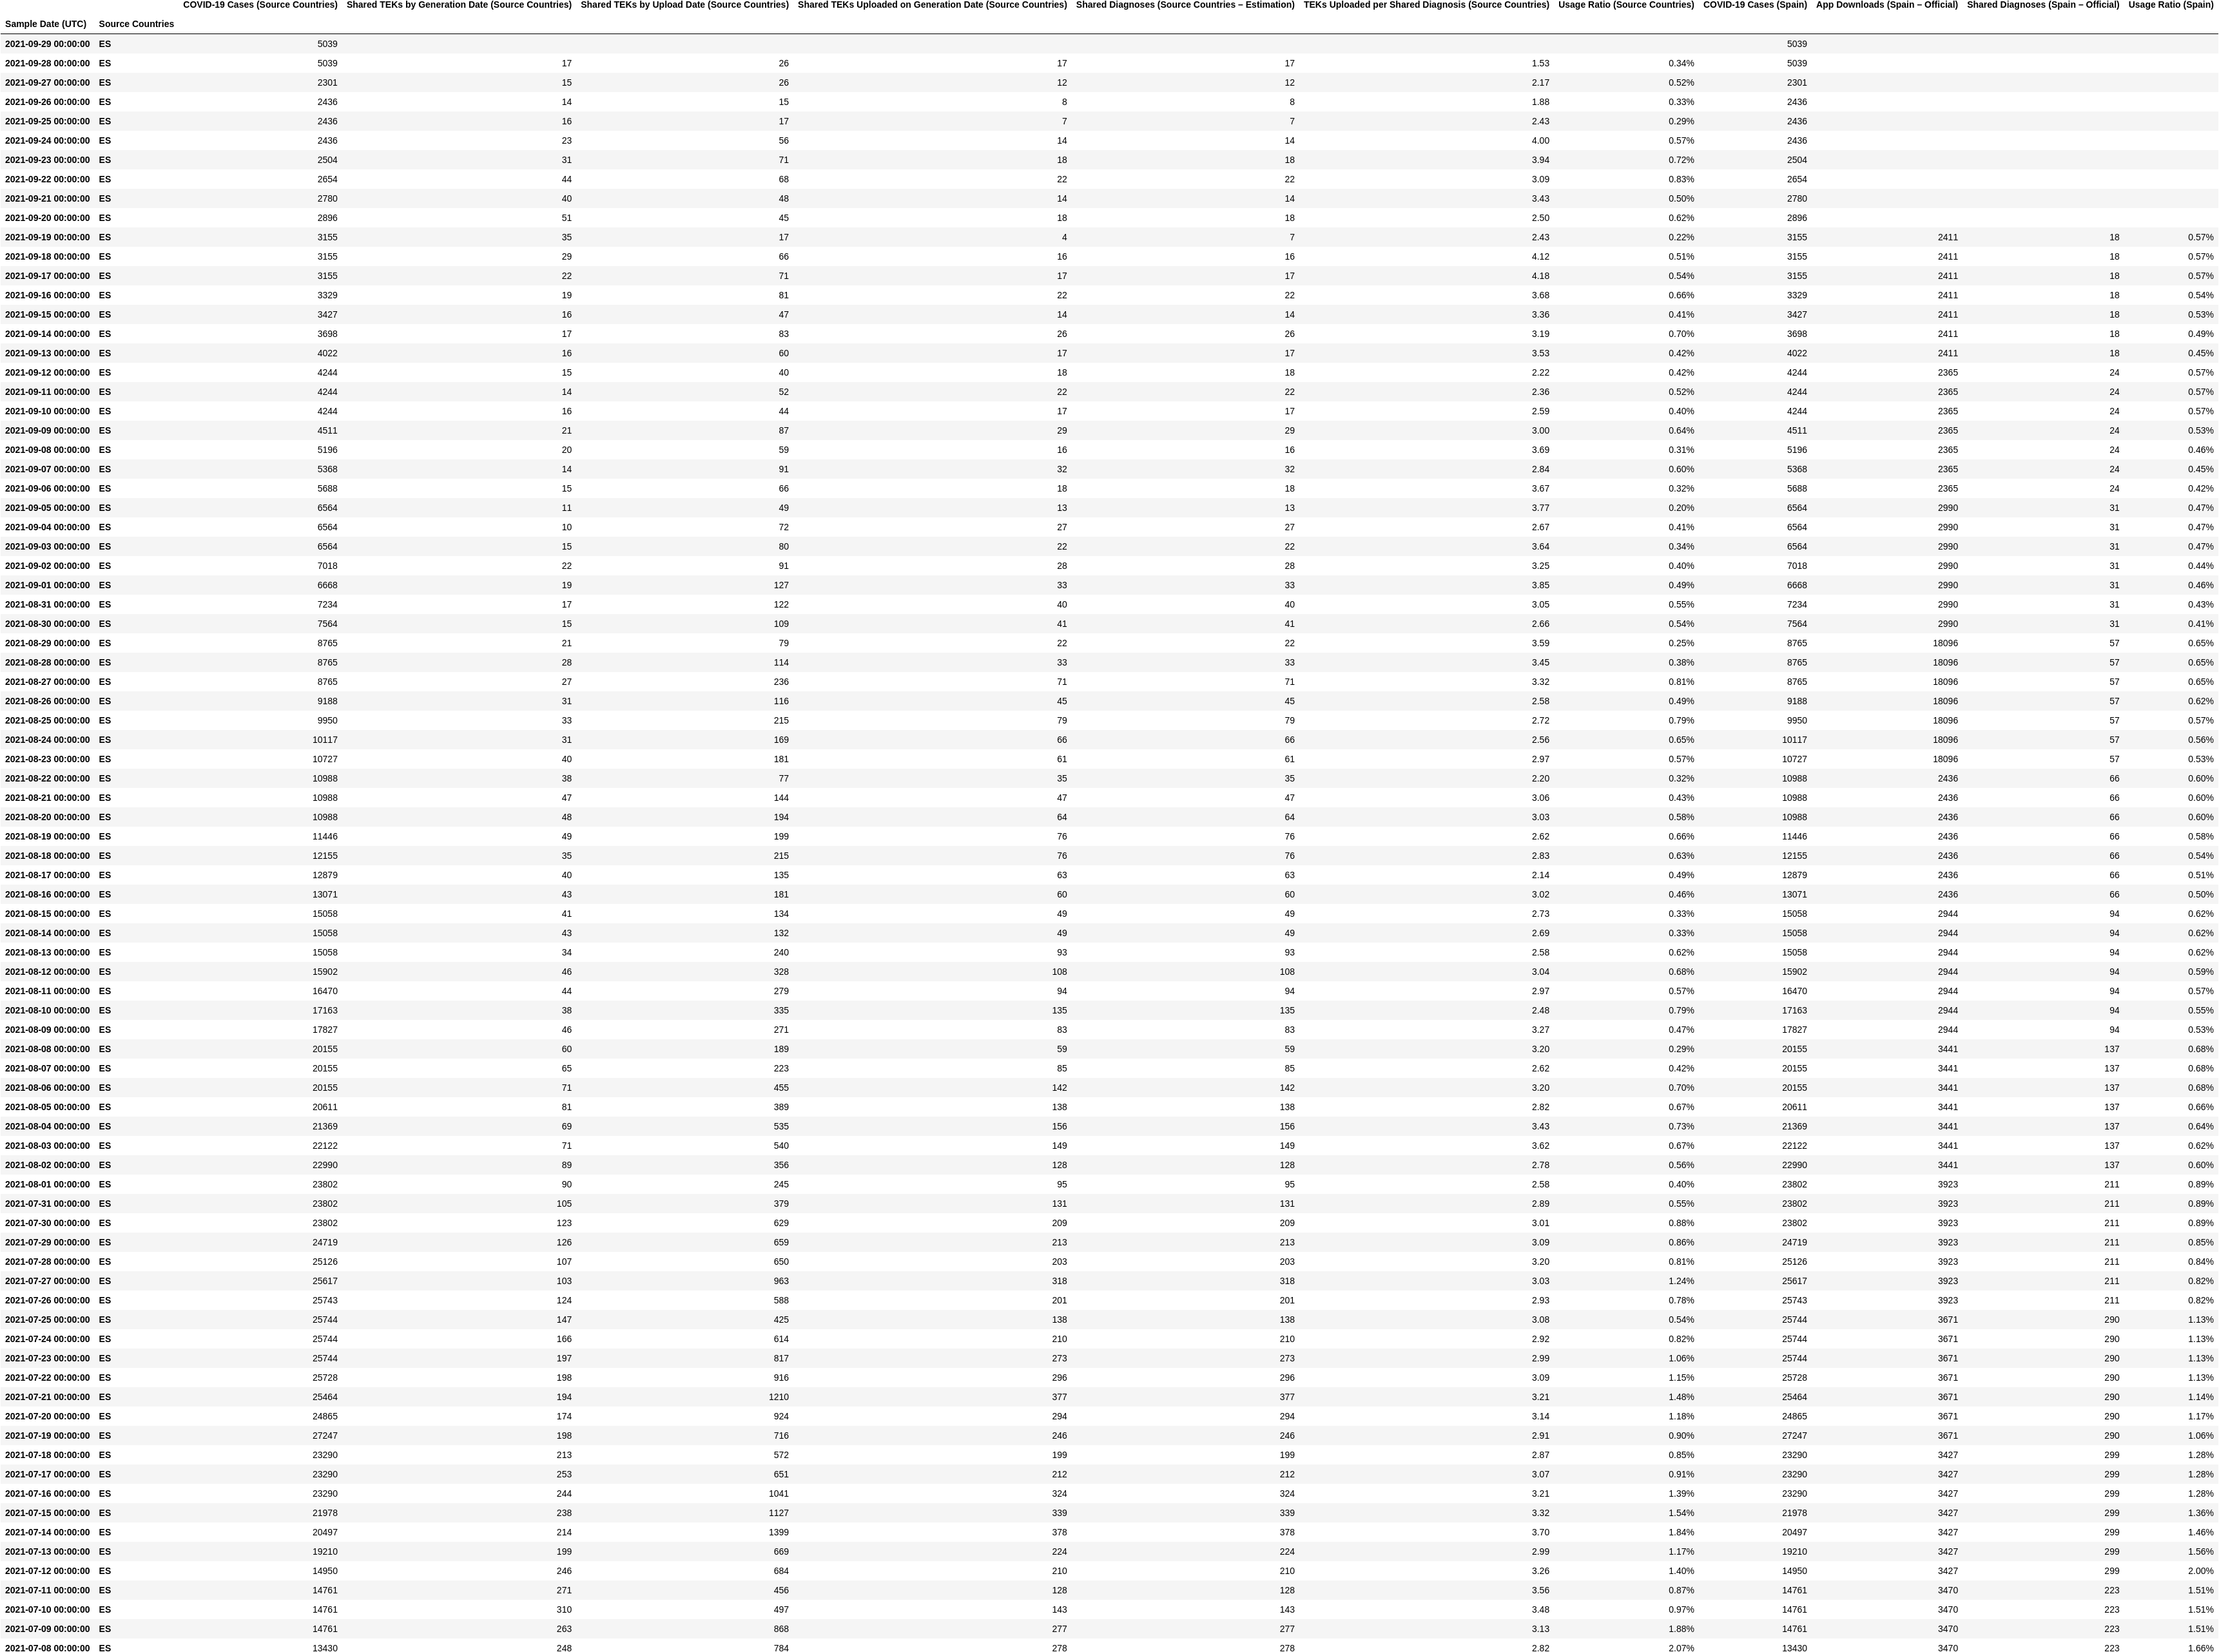 COVID-19 Cases (Source Countries) Shared TEKs by Generation Date (Source Countries) Shared TEKs by Upload Date (Source Countries) Shared TEKs Uploaded on Generation Date (Source Countries) Shared Diagnoses (Source Countries – Estimation) TEKs Uploaded per Shared Diagnosis (Source Countries) Usage Ratio (Source Countries) COVID-19 Cases (Spain) App Downloads (Spain – Official) Shared Diagnoses (Spain – Official) Usage Ratio (Spain)
Sample Date (UTC) Source Countries
2021-09-29 00:00:00 ES 5039 5039
2021-09-28 00:00:00 ES 5039 17 26 17 17 1.53 0.34% 5039
2021-09-27 00:00:00 ES 2301 15 26 12 12 2.17 0.52% 2301
2021-09-26 00:00:00 ES 2436 14 15 8 8 1.88 0.33% 2436
2021-09-25 00:00:00 ES 2436 16 17 7 7 2.43 0.29% 2436
2021-09-24 00:00:00 ES 2436 23 56 14 14 4.00 0.57% 2436
2021-09-23 00:00:00 ES 2504 31 71 18 18 3.94 0.72% 2504
2021-09-22 00:00:00 ES 2654 44 68 22 22 3.09 0.83% 2654
2021-09-21 00:00:00 ES 2780 40 48 14 14 3.43 0.50% 2780
2021-09-20 00:00:00 ES 2896 51 45 18 18 2.50 0.62% 2896
2021-09-19 00:00:00 ES 3155 35 17 4 7 2.43 0.22% 3155 2411 18 0.57%
2021-09-18 00:00:00 ES 3155 29 66 16 16 4.12 0.51% 3155 2411 18 0.57%
2021-09-17 00:00:00 ES 3155 22 71 17 17 4.18 0.54% 3155 2411 18 0.57%
2021-09-16 00:00:00 ES 3329 19 81 22 22 3.68 0.66% 3329 2411 18 0.54%
2021-09-15 00:00:00 ES 3427 16 47 14 14 3.36 0.41% 3427 2411 18 0.53%
2021-09-14 00:00:00 ES 3698 17 83 26 26 3.19 0.70% 3698 2411 18 0.49%
2021-09-13 00:00:00 ES 4022 16 60 17 17 3.53 0.42% 4022 2411 18 0.45%
2021-09-12 00:00:00 ES 4244 15 40 18 18 2.22 0.42% 4244 2365 24 0.57%
2021-09-11 00:00:00 ES 4244 14 52 22 22 2.36 0.52% 4244 2365 24 0.57%
2021-09-10 00:00:00 ES 4244 16 44 17 17 2.59 0.40% 4244 2365 24 0.57%
2021-09-09 00:00:00 ES 4511 21 87 29 29 3.00 0.64% 4511 2365 24 0.53%
2021-09-08 00:00:00 ES 5196 20 59 16 16 3.69 0.31% 5196 2365 24 0.46%
2021-09-07 00:00:00 ES 5368 14 91 32 32 2.84 0.60% 5368 2365 24 0.45%
2021-09-06 00:00:00 ES 5688 15 66 18 18 3.67 0.32% 5688 2365 24 0.42%
2021-09-05 00:00:00 ES 6564 11 49 13 13 3.77 0.20% 6564 2990 31 0.47%
2021-09-04 00:00:00 ES 6564 10 72 27 27 2.67 0.41% 6564 2990 31 0.47%
2021-09-03 00:00:00 ES 6564 15 80 22 22 3.64 0.34% 6564 2990 31 0.47%
2021-09-02 00:00:00 ES 7018 22 91 28 28 3.25 0.40% 7018 2990 31 0.44%
2021-09-01 00:00:00 ES 6668 19 127 33 33 3.85 0.49% 6668 2990 31 0.46%
2021-08-31 00:00:00 ES 7234 17 122 40 40 3.05 0.55% 7234 2990 31 0.43%
2021-08-30 00:00:00 ES 7564 15 109 41 41 2.66 0.54% 7564 2990 31 0.41%
2021-08-29 00:00:00 ES 8765 21 79 22 22 3.59 0.25% 8765 18096 57 0.65%
2021-08-28 00:00:00 ES 8765 28 114 33 33 3.45 0.38% 8765 18096 57 0.65%
2021-08-27 00:00:00 ES 8765 27 236 71 71 3.32 0.81% 8765 18096 57 0.65%
2021-08-26 00:00:00 ES 9188 31 116 45 45 2.58 0.49% 9188 18096 57 0.62%
2021-08-25 00:00:00 ES 9950 33 215 79 79 2.72 0.79% 9950 18096 57 0.57%
2021-08-24 00:00:00 ES 10117 31 169 66 66 2.56 0.65% 10117 18096 57 0.56%
2021-08-23 00:00:00 ES 10727 40 181 61 61 2.97 0.57% 10727 18096 57 0.53%
2021-08-22 00:00:00 ES 10988 38 77 35 35 2.20 0.32% 10988 2436 66 0.60%
2021-08-21 00:00:00 ES 10988 47 144 47 47 3.06 0.43% 10988 2436 66 0.60%
2021-08-20 00:00:00 ES 10988 48 194 64 64 3.03 0.58% 10988 2436 66 0.60%
2021-08-19 00:00:00 ES 11446 49 199 76 76 2.62 0.66% 11446 2436 66 0.58%
2021-08-18 00:00:00 ES 12155 35 215 76 76 2.83 0.63% 12155 2436 66 0.54%
2021-08-17 00:00:00 ES 12879 40 135 63 63 2.14 0.49% 12879 2436 66 0.51%
2021-08-16 00:00:00 ES 13071 43 181 60 60 3.02 0.46% 13071 2436 66 0.50%
2021-08-15 00:00:00 ES 15058 41 134 49 49 2.73 0.33% 15058 2944 94 0.62%
2021-08-14 00:00:00 ES 15058 43 132 49 49 2.69 0.33% 15058 2944 94 0.62%
2021-08-13 00:00:00 ES 15058 34 240 93 93 2.58 0.62% 15058 2944 94 0.62%
2021-08-12 00:00:00 ES 15902 46 328 108 108 3.04 0.68% 15902 2944 94 0.59%
2021-08-11 00:00:00 ES 16470 44 279 94 94 2.97 0.57% 16470 2944 94 0.57%
2021-08-10 00:00:00 ES 17163 38 335 135 135 2.48 0.79% 17163 2944 94 0.55%
2021-08-09 00:00:00 ES 17827 46 271 83 83 3.27 0.47% 17827 2944 94 0.53%
2021-08-08 00:00:00 ES 20155 60 189 59 59 3.20 0.29% 20155 3441 137 0.68%
2021-08-07 00:00:00 ES 20155 65 223 85 85 2.62 0.42% 20155 3441 137 0.68%
2021-08-06 00:00:00 ES 20155 71 455 142 142 3.20 0.70% 20155 3441 137 0.68%
2021-08-05 00:00:00 ES 20611 81 389 138 138 2.82 0.67% 20611 3441 137 0.66%
2021-08-04 00:00:00 ES 21369 69 535 156 156 3.43 0.73% 21369 3441 137 0.64%
2021-08-03 00:00:00 ES 22122 71 540 149 149 3.62 0.67% 22122 3441 137 0.62%
2021-08-02 00:00:00 ES 22990 89 356 128 128 2.78 0.56% 22990 3441 137 0.60%
2021-08-01 00:00:00 ES 23802 90 245 95 95 2.58 0.40% 23802 3923 211 0.89%
2021-07-31 00:00:00 ES 23802 105 379 131 131 2.89 0.55% 23802 3923 211 0.89%
2021-07-30 00:00:00 ES 23802 123 629 209 209 3.01 0.88% 23802 3923 211 0.89%
2021-07-29 00:00:00 ES 24719 126 659 213 213 3.09 0.86% 24719 3923 211 0.85%
2021-07-28 00:00:00 ES 25126 107 650 203 203 3.20 0.81% 25126 3923 211 0.84%
2021-07-27 00:00:00 ES 25617 103 963 318 318 3.03 1.24% 25617 3923 211 0.82%
2021-07-26 00:00:00 ES 25743 124 588 201 201 2.93 0.78% 25743 3923 211 0.82%
2021-07-25 00:00:00 ES 25744 147 425 138 138 3.08 0.54% 25744 3671 290 1.13%
2021-07-24 00:00:00 ES 25744 166 614 210 210 2.92 0.82% 25744 3671 290 1.13%
2021-07-23 00:00:00 ES 25744 197 817 273 273 2.99 1.06% 25744 3671 290 1.13%
2021-07-22 00:00:00 ES 25728 198 916 296 296 3.09 1.15% 25728 3671 290 1.13%
2021-07-21 00:00:00 ES 25464 194 1210 377 377 3.21 1.48% 25464 3671 290 1.14%
2021-07-20 00:00:00 ES 24865 174 924 294 294 3.14 1.18% 24865 3671 290 1.17%
2021-07-19 00:00:00 ES 27247 198 716 246 246 2.91 0.90% 27247 3671 290 1.06%
2021-07-18 00:00:00 ES 23290 213 572 199 199 2.87 0.85% 23290 3427 299 1.28%
2021-07-17 00:00:00 ES 23290 253 651 212 212 3.07 0.91% 23290 3427 299 1.28%
2021-07-16 00:00:00 ES 23290 244 1041 324 324 3.21 1.39% 23290 3427 299 1.28%
2021-07-15 00:00:00 ES 21978 238 1127 339 339 3.32 1.54% 21978 3427 299 1.36%
2021-07-14 00:00:00 ES 20497 214 1399 378 378 3.70 1.84% 20497 3427 299 1.46%
2021-07-13 00:00:00 ES 19210 199 669 224 224 2.99 1.17% 19210 3427 299 1.56%
2021-07-12 00:00:00 ES 14950 246 684 210 210 3.26 1.40% 14950 3427 299 2.00%
2021-07-11 00:00:00 ES 14761 271 456 128 128 3.56 0.87% 14761 3470 223 1.51%
2021-07-10 00:00:00 ES 14761 310 497 143 143 3.48 0.97% 14761 3470 223 1.51%
2021-07-09 00:00:00 ES 14761 263 868 277 277 3.13 1.88% 14761 3470 223 1.51%
2021-07-08 00:00:00 ES 13430 248 784 278 278 2.82 2.07% 13430 3470 223 1.66%